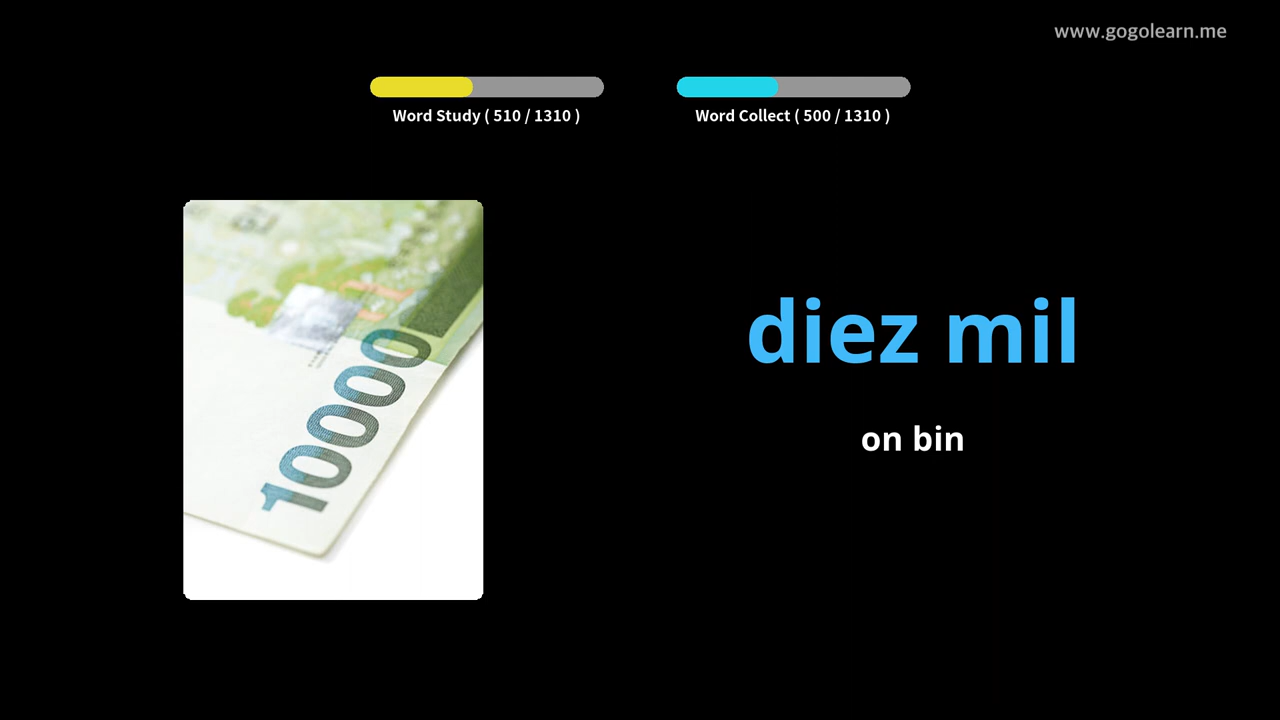 www.gogolearn.me
Word Study ( 510 / 1310 )
Word Collect ( 500 / 1310 )
10000
diez mil
on bin